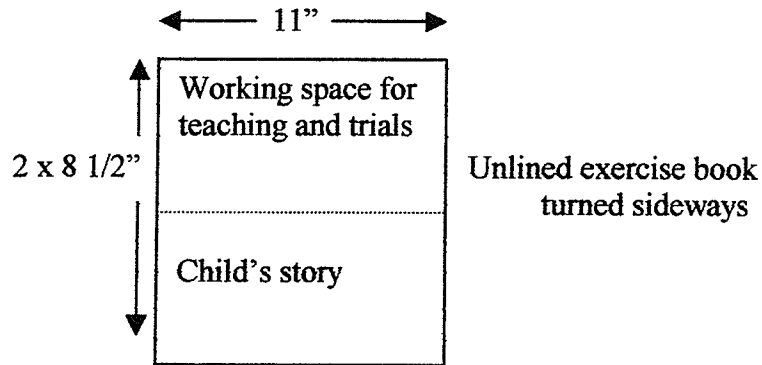 11”
Working space for
teaching and trials
2 x 8 1/2”
Unlined exercise book
turned sideways
Child’s story